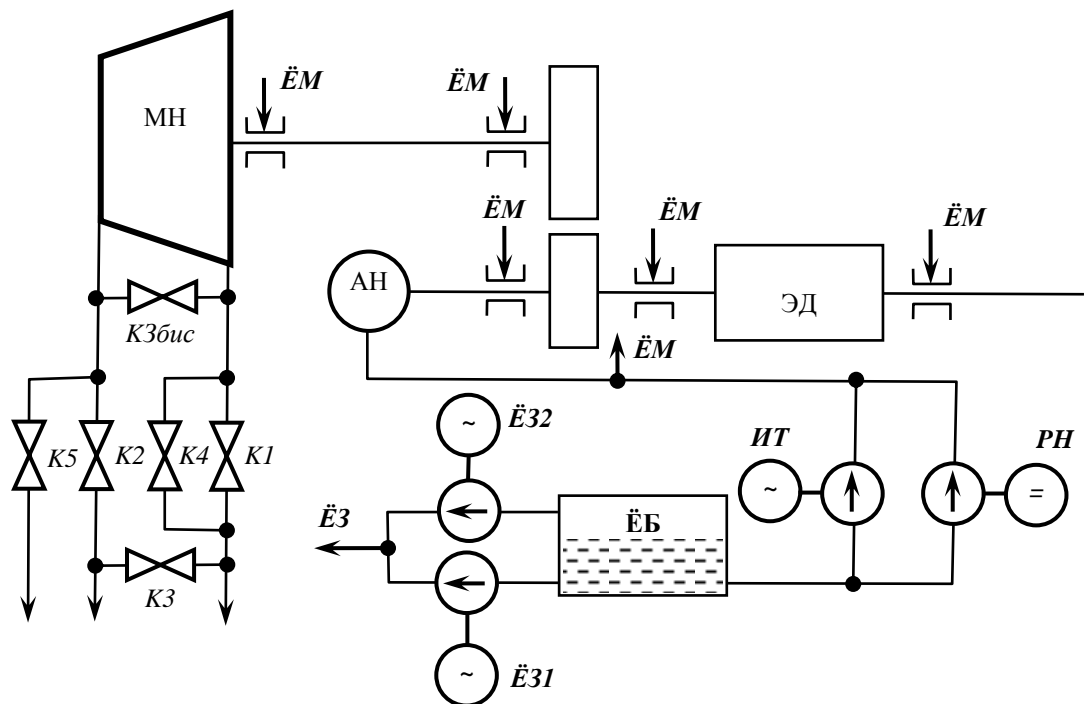 ЁМ
ЁМ
МН
ЁМ
ЁМ
ЁМ
АН
ЭД
К3бис
ЁМ
~
ЁЗ2
К5
К2
К4
К1
ИТ
РН
~
=
ЁЗ
ЁБ
К3
~
ЁЗ1